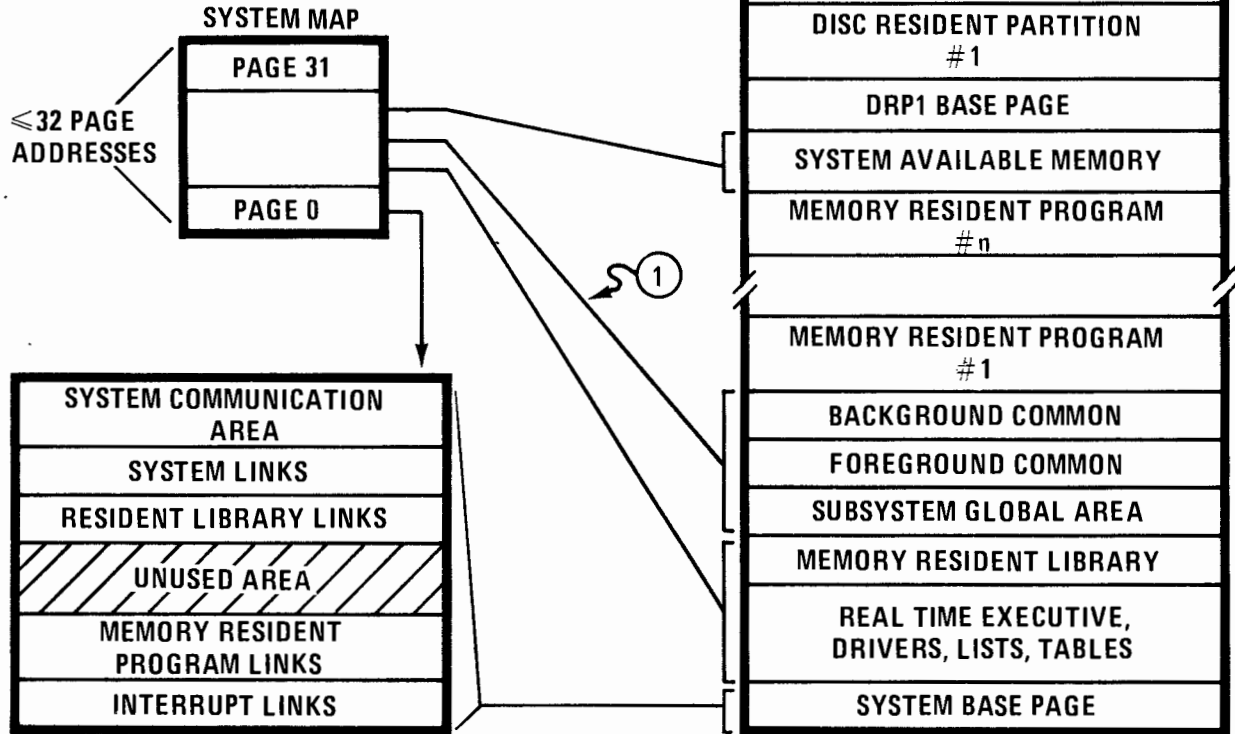 SYSTEM MAP
PAGE 31
≤32 PAGE
ADDRESSES
PAGE 0
1
SYSTEM COMMUNICATION
AREA
SYSTEM LINKS
RESIDENT LIBRARY LINKS
UNUSED AREA
MEMORY RESIDENT
PROGRAM LINKS
INTERRUPT LINKS
DISC RESIDENT PARTITION
#1
DRP1 BASE PAGE
SYSTEM AVAILABLE MEMORY
MEMORY RESIDENT PROGRAM
#n
MEMORY RESIDENT PROGRAM
#1
BACKGROUND COMMON
FOREGROUND COMMON
SUBSYSTEM GLOBAL AREA
MEMORY RESIDENT LIBRARY
REAL TIME EXECUTIVE,
DRIVERS, LISTS, TABLES
SYSTEM BASE PAGE